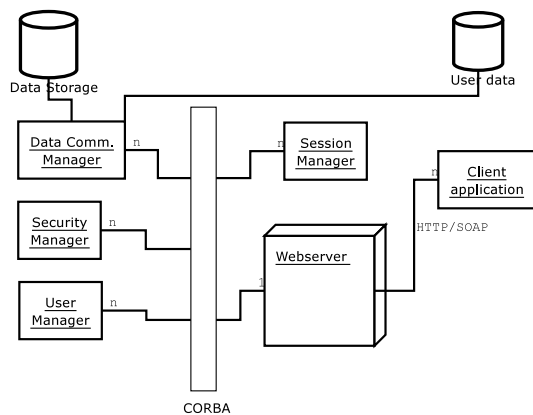 Data Storage
User data
Data Comm.
Manager
n
n
Session
Manager
n
Client
application
Security
Manager
n
HTTP/SOAP
Webserver
1
User
Manager
n
CORBA